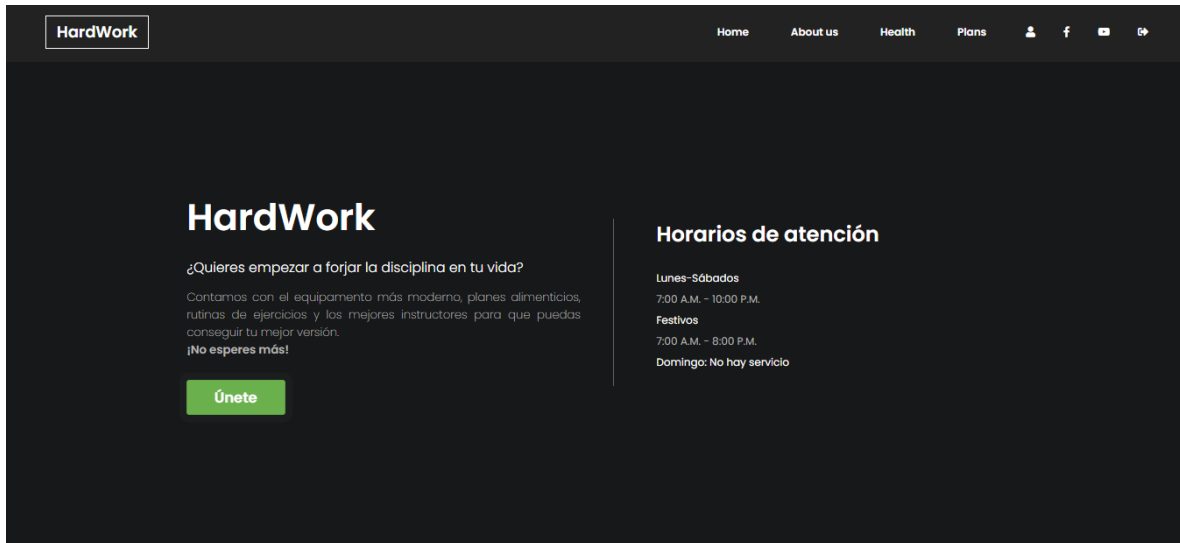 HardWork
Home About us Health Plans
HardWork
¿Quieres empezar a forjar la disciplina en tu vida?
Contamos con el equipamento más moderno, planes alimenticios,
rutinas de ejercicios y los mejores instructores para que puedas
conseguir tu mejor versión.
¡No esperes más!
Únete
Horarios de atención
Lunes-Sábados
7:00 A.M. - 10:00 P.M.
Festivos
7:00 A.M. - 8:00 P.M.
Domingo: No hay servicio